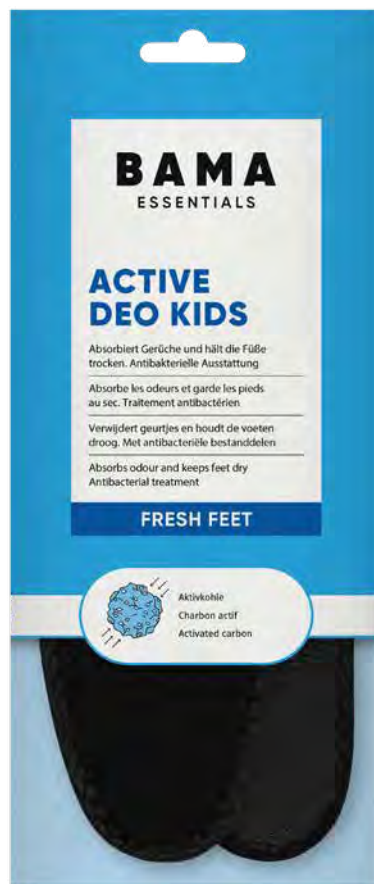 BAMA
ESSENTIALS
ACTIVE
DEO KIDS
Absorbiert Gerüche und hält die Füße
trocken. Antibakterielle Ausstattung
Absorbe les odeurs et garde les pieds
au sec. Traitement antibactérien
Verwijdert geurtjes en houdt de voeten
droog. Met antibacteriële bestanddelen
Absorbs odour and keeps feet dry
Antibacterial treatment
FRESH FEET
Aktivkohle
Charbon actif
Activated carbon